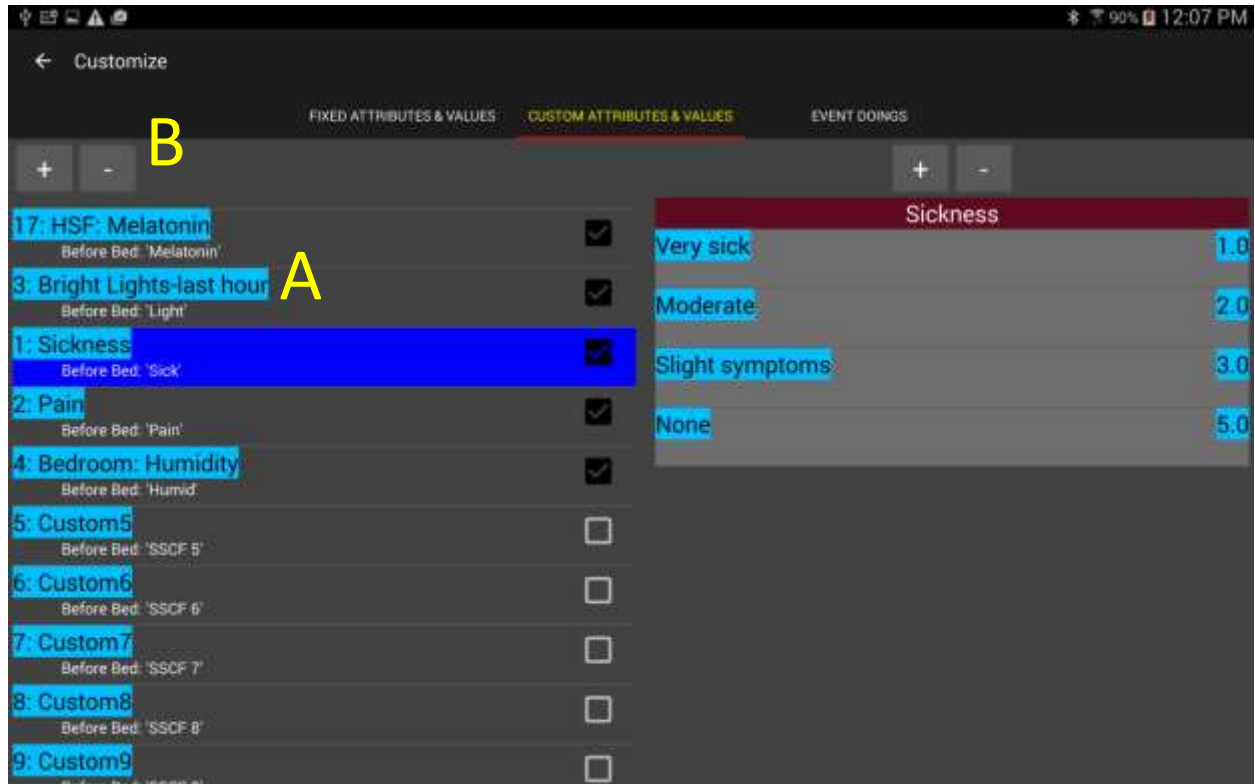 90% 12:07 PM
← Customize
FIXED ATTRIBUTES & VALUES CUSTOM ATTRIBUTES & VALUES EVENT DOINGS
B
+ -
+ -
17: HSF: Melatonin
Before Bed: 'Melatonin'
3: Bright Lights-last hour
A
Before Bed: 'Light'
1: Sickness
Before Bed: 'Sick'
2: Pain
Before Bed: 'Pain'
4: Bedroom: Humidity
Before Bed: 'Humid'
5: Custom5
Before Bed: 'SSCF 5'
6: Custom6
Before Bed: 'SSCF 6'
7: Custom7
Before Bed: 'SSCF 7'
8: Custom8
Before Bed: 'SSCF 8'
9: Custom9
Sickness
Very sick 1.0
Moderate 2.0
Slight symptoms 3.0
None 5.0